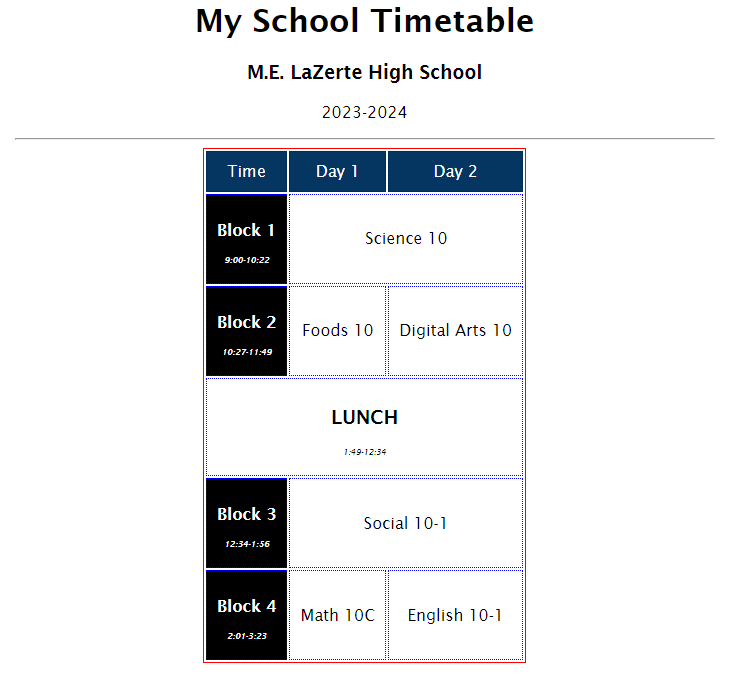 My School Timetable
M.E. LaZerte High School
2023-2024
Time Day 1 Day 2
Block 1
9:00-10:22
Science 10
Block 2
10:27-11:49
Foods 10 Digital Arts 10
LUNCH
1:49-12:34
Block 3
12:34-1:56
Social 10-1
Block 4
2:01-3:23
Math 10C English 10-1